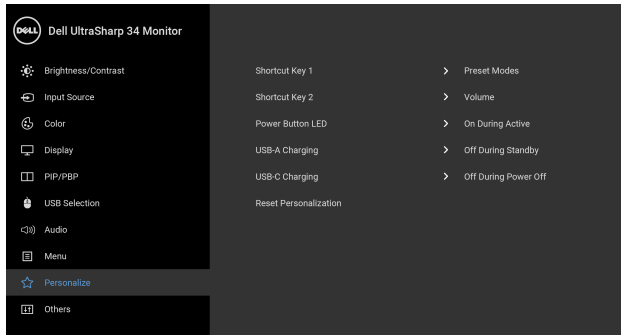 DELL Dell UltraSharp 34 Monitor
Brightness/Contrast
Input Source
Color
Display
PIP/PBP
USB Selection
Audio
Menu
Personalize
Others
Shortcut Key 1 > Preset Modes
Shortcut Key 2 > Volume
Power Button LED > On During Active
USB-A Charging > Off During Standby
USB-C Charging > Off During Power Off
Reset Personalization